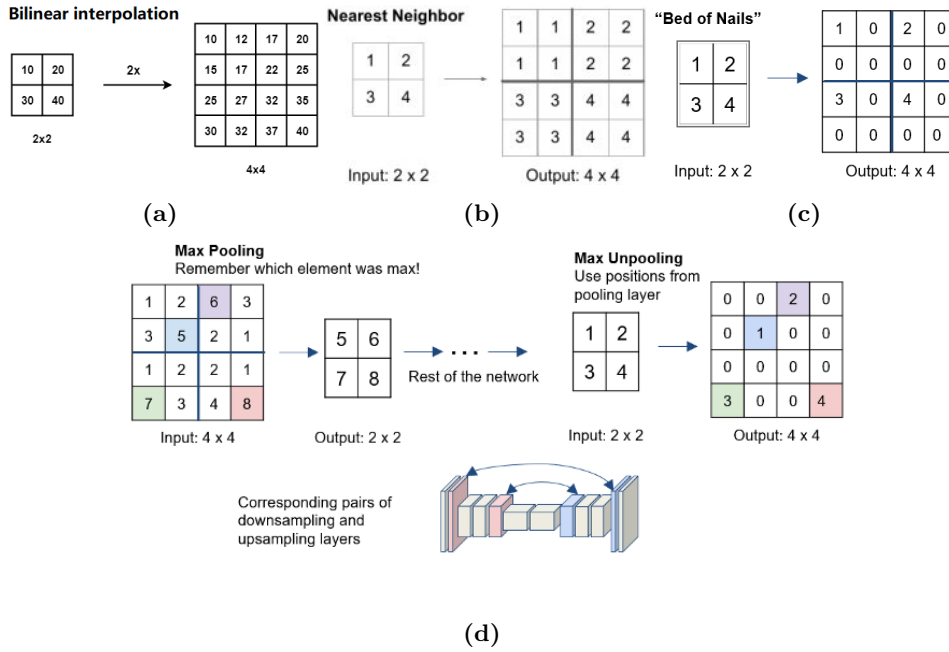 Bilinear interpolation
10 20
30 40
2x2
2x
10 12 17 20
15 17 22 25
25 27 32 35
30 32 37 40
4x4
(a)
Nearest Neighbor
1 2
3 4
Input: 2 x 2
1 1 2 2
1 1 2 2
3 3 4 4
3 3 4 4
Output: 4 x 4
(b)
“Bed of Nails”
1 2
3 4
Input: 2 x 2
1 0 2 0
0 0 0 0
3 0 4 0
0 0 0 0
Output: 4 x 4
(c)
Max Pooling
Remember which element was max!
1 2 6 3
3 5 2 1
1 2 2 1
7 3 4 8
Input: 4 x 4
5 6
7 8
Output: 2 x 2
. . .
Rest of the network
Max Unpooling
Use positions from
pooling layer
1 2
3 4
Input: 2 x 2
0 0 2 0
0 1 0 0
0 0 0 0
3 0 0 4
Output: 4 x 4
Corresponding pairs of
downsampling and
upsampling layers
(d)